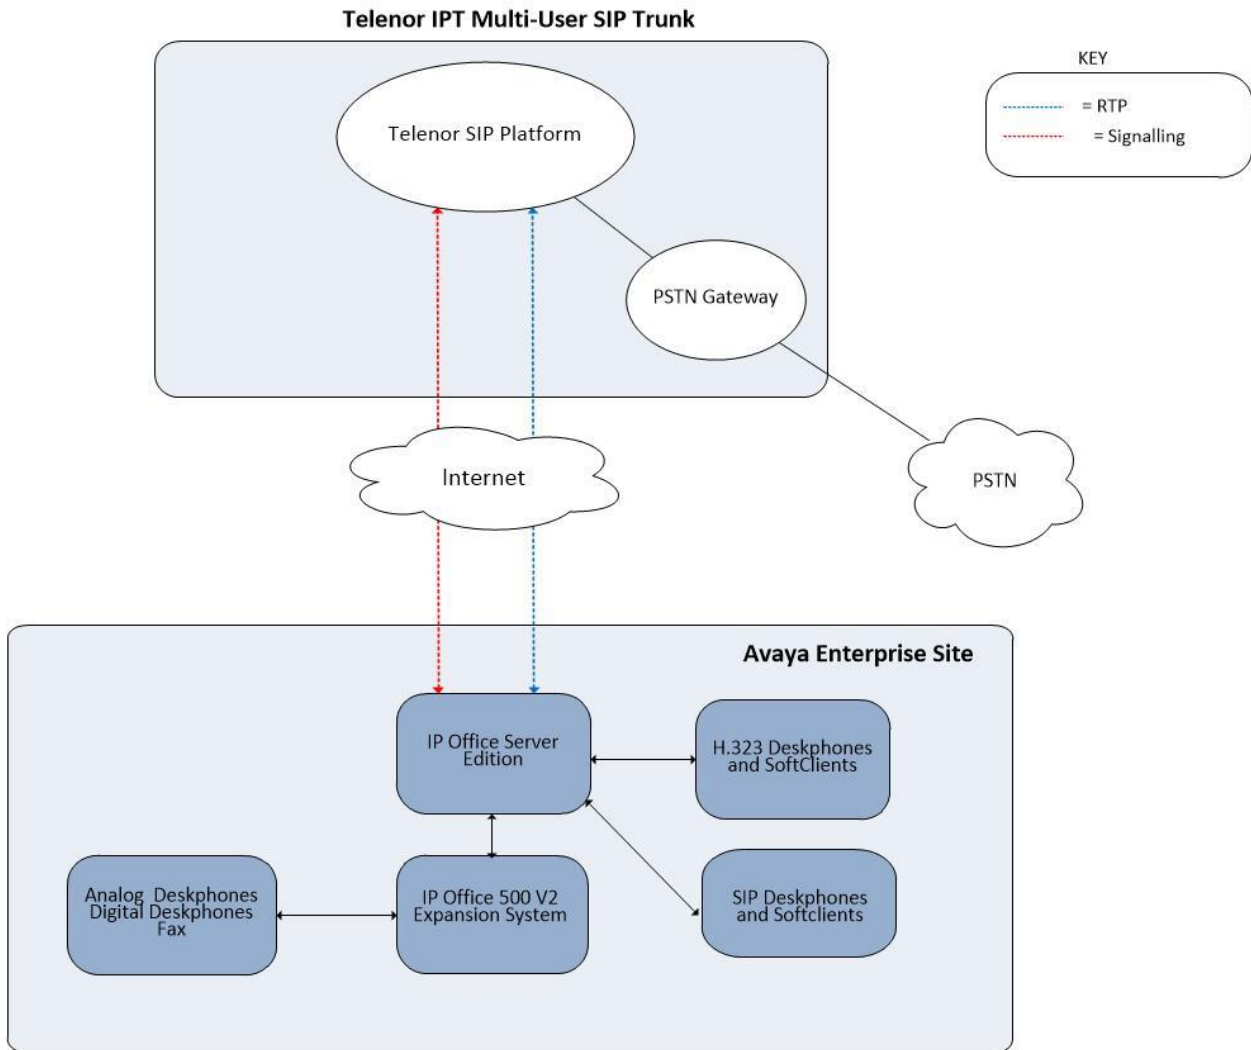 Telenor IPT Multi-User SIP Trunk
KEY
= RTP
= Signalling
Telenor SIP Platform
PSTN Gateway
Internet
PSTN
Avaya Enterprise Site
IP Office Server
Edition
H.323 Deskphones
and SoftClients
Analog Deskphones
Digital Deskphones
Fax
IP Office 500 V2
Expansion System
SIP Deskphones
and Softclients